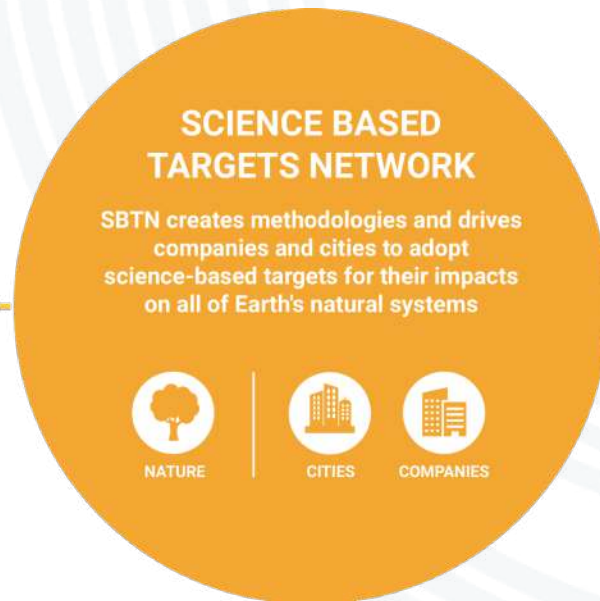 SCIENCE BASED
TARGETS NETWORK
SBTN creates methodologies and drives
companies and cities to adopt
science-based targets for their impacts
on all of Earth's natural systems
NATURE
CITIES
COMPANIES